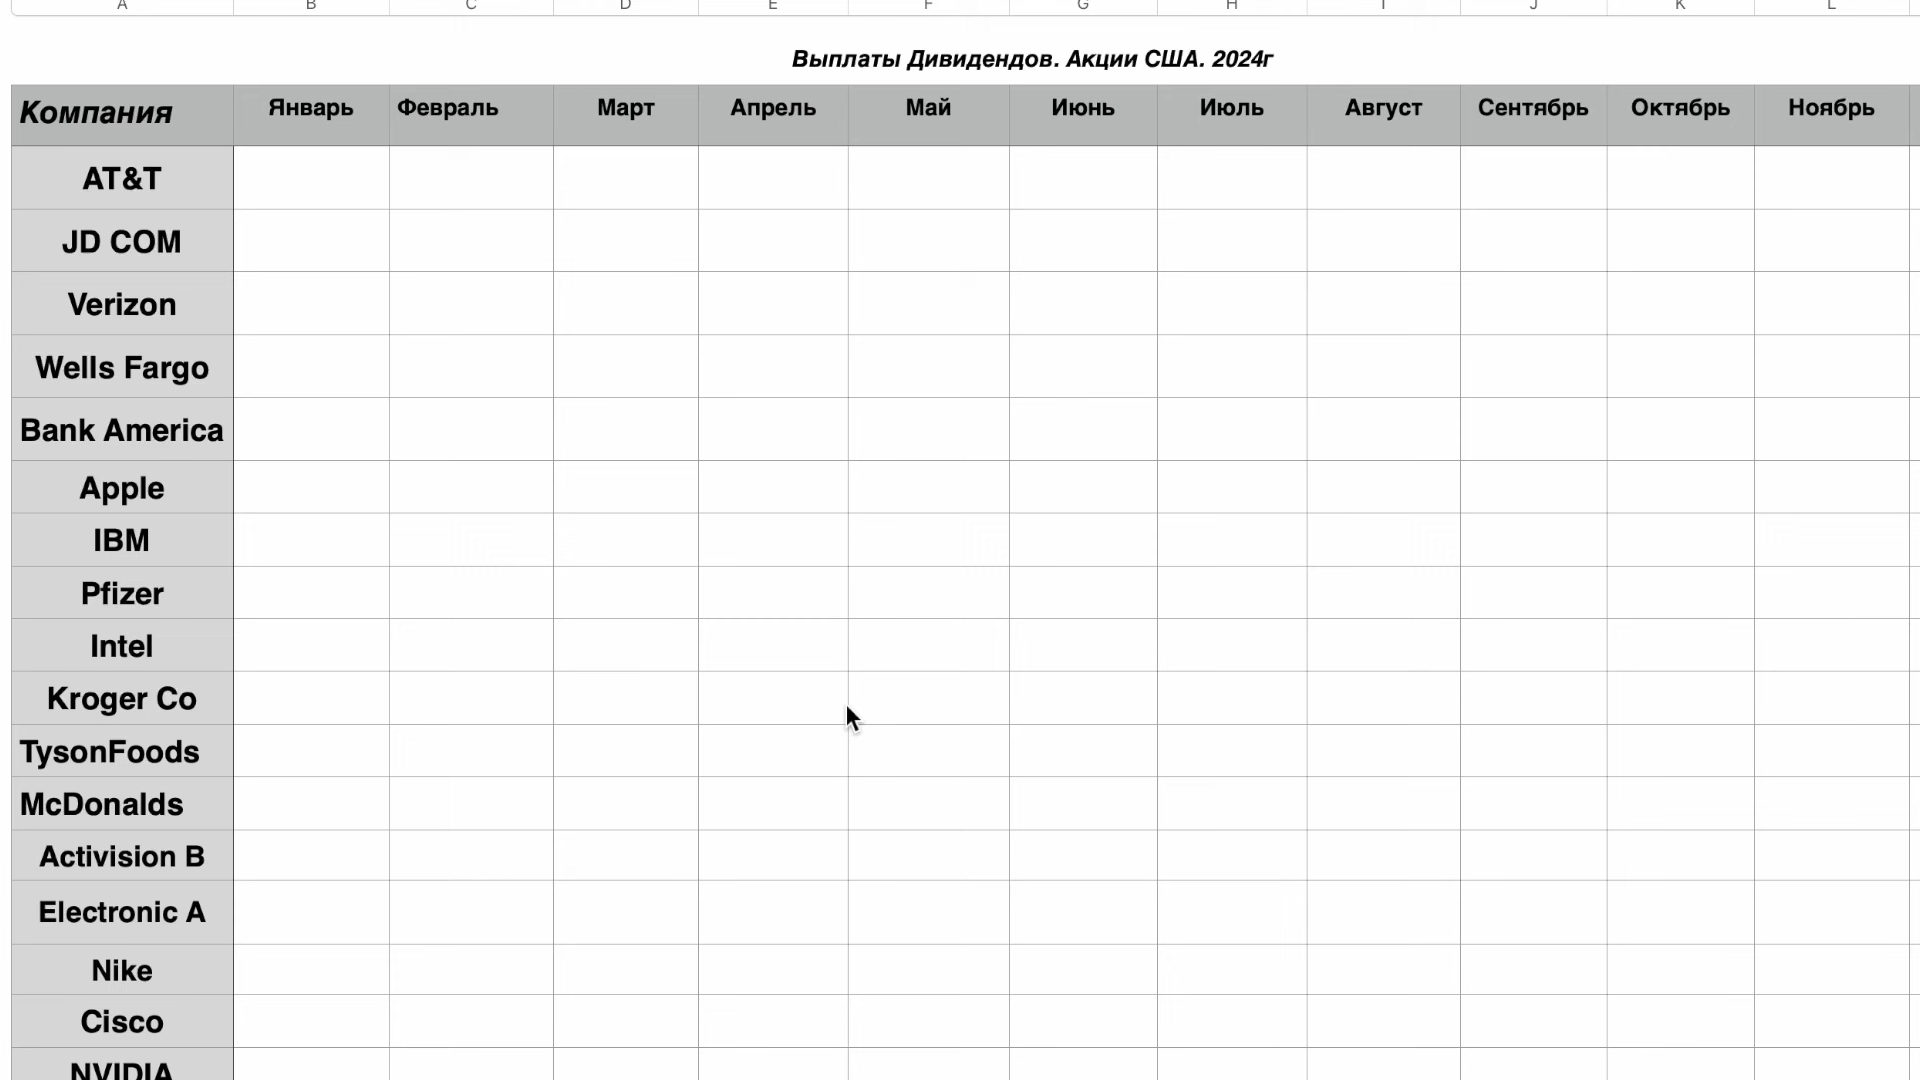 A B C D E F G H I J K L
Выплаты Дивидендов. Акции США. 2024г
Компания Январь Февраль Март Апрель Май Июнь Июль Август Сентябрь Октябрь Ноябрь
AT&T
JD COM
Verizon
Wells Fargo
Bank America
Apple
IBM
Pfizer
Intel
Kroger Co
TysonFoods
McDonalds
Activision B
Electronic A
Nike
Cisco
NVIDIA